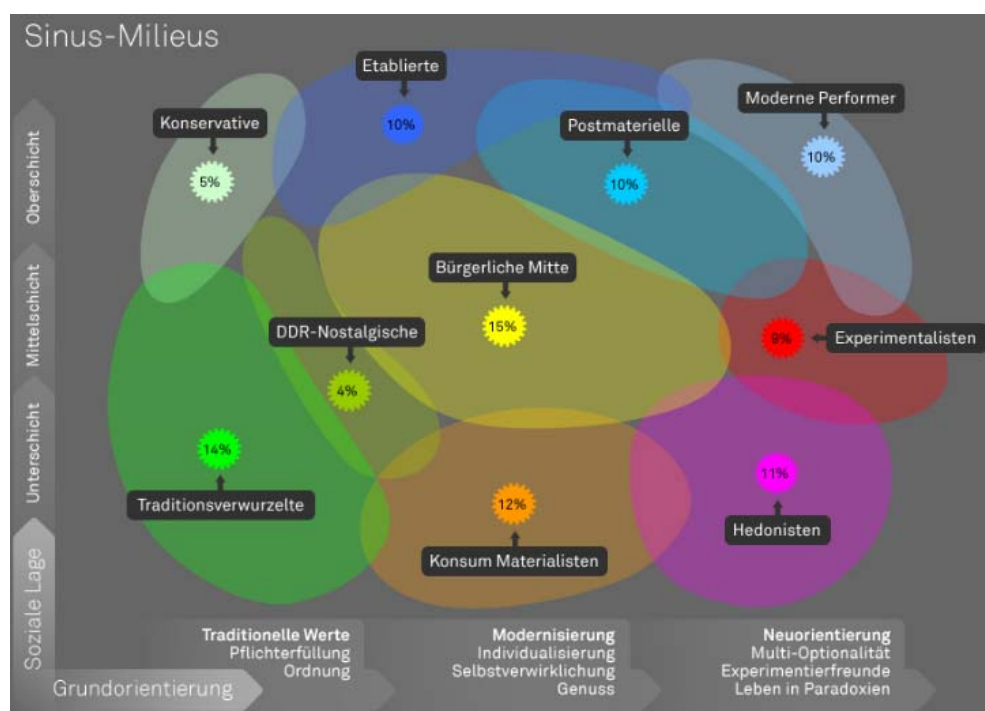 Sinus-Milieus
Etablierte
10%
Konservative
5%
Moderne Performer
10%
Postmaterielle
10%
Bürgerliche Mitte
15%
DDR-Nostalgische
4%
9%
Experimentalisten
14%
Traditionsverwurzelte
12%
Konsum Materialisten
11%
Hedonisten
Oberschicht
Mittelschicht
Unterschicht
Soziale Lage
Traditionelle Werte
Pflichterfüllung
Ordnung
Modernisierung
Individualisierung
Selbstverwirklichung
Genuss
Neuorientierung
Multi-Optionalität
Experimentierfreunde
Leben in Paradoxien
Grundorientierung